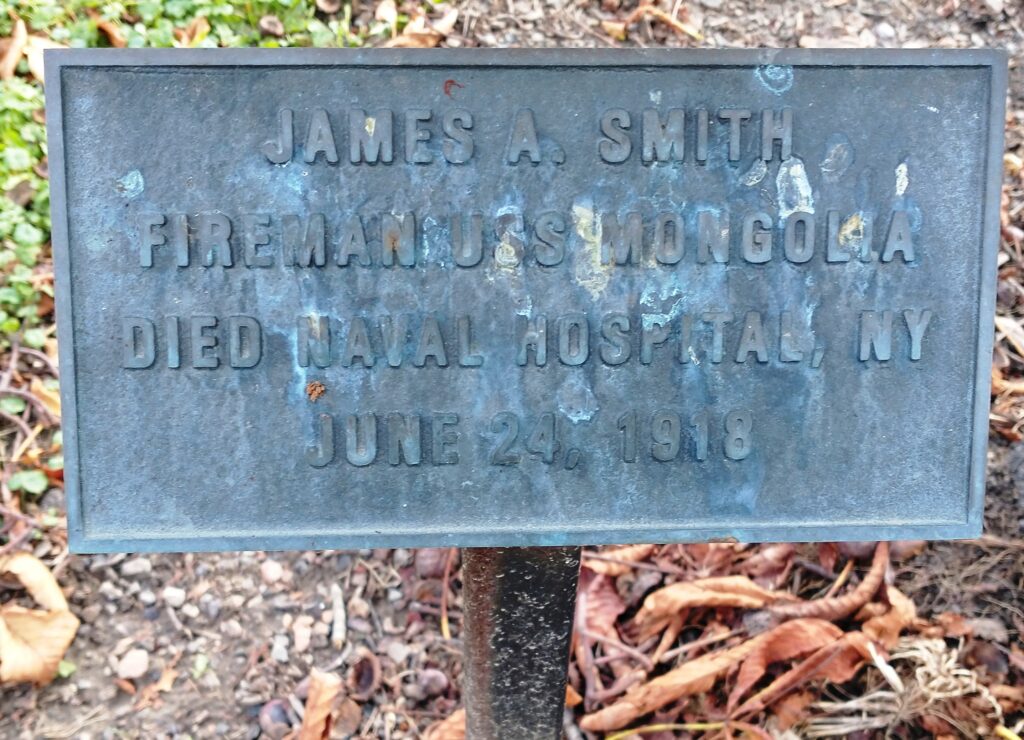 JAMES A. SMITH
FIREMAN USS MONGOLIA
DIED NAVAL HOSPITAL, NY
JUNE 24, 1918